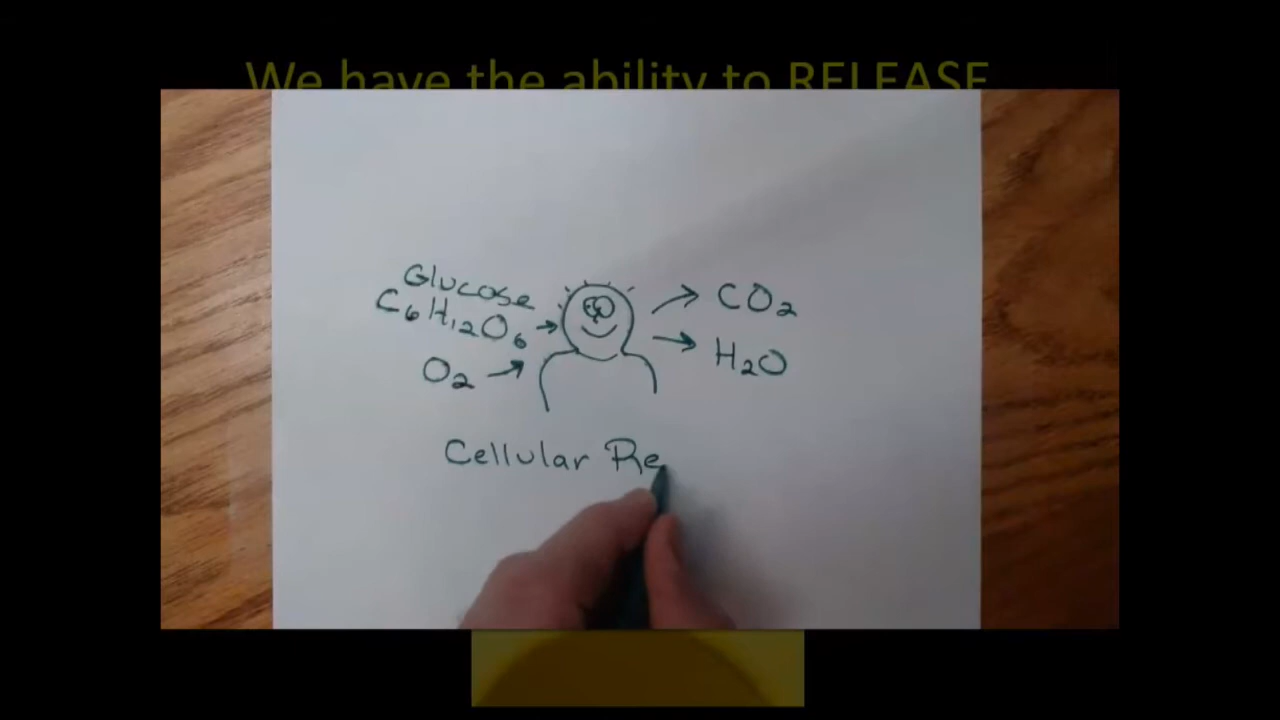 We have the ability to RELEASE
Glucose
C6H12O6
O2
CO2
H2O
Cellular Re